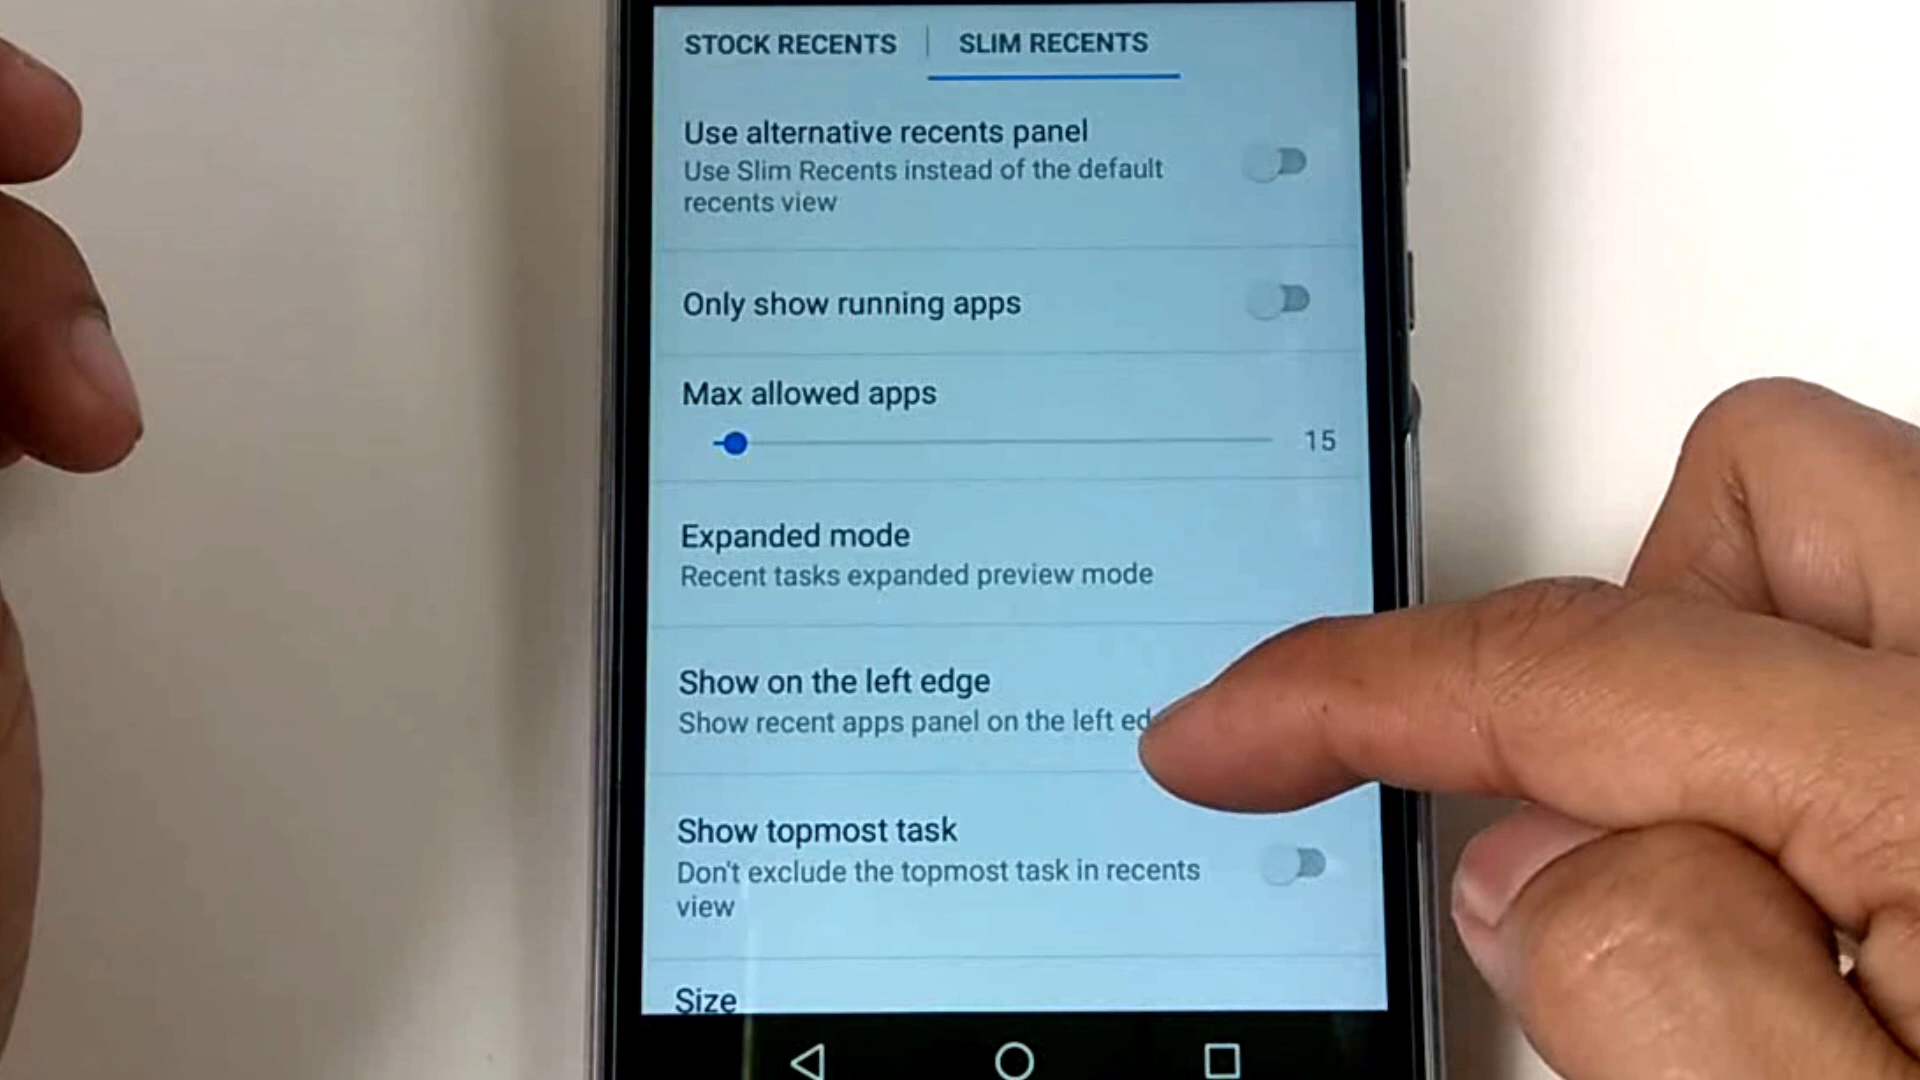 STOCK RECENTS
SLIM RECENTS
Use alternative recents panel
Use Slim Recents instead of the default
recents view
Only show running apps
Max allowed apps
15
Expanded mode
Recent tasks expanded preview mode
Show on the left edge
Show recent apps panel on the left
Show topmost task
Don't exclude the topmost task in recents
view
Size